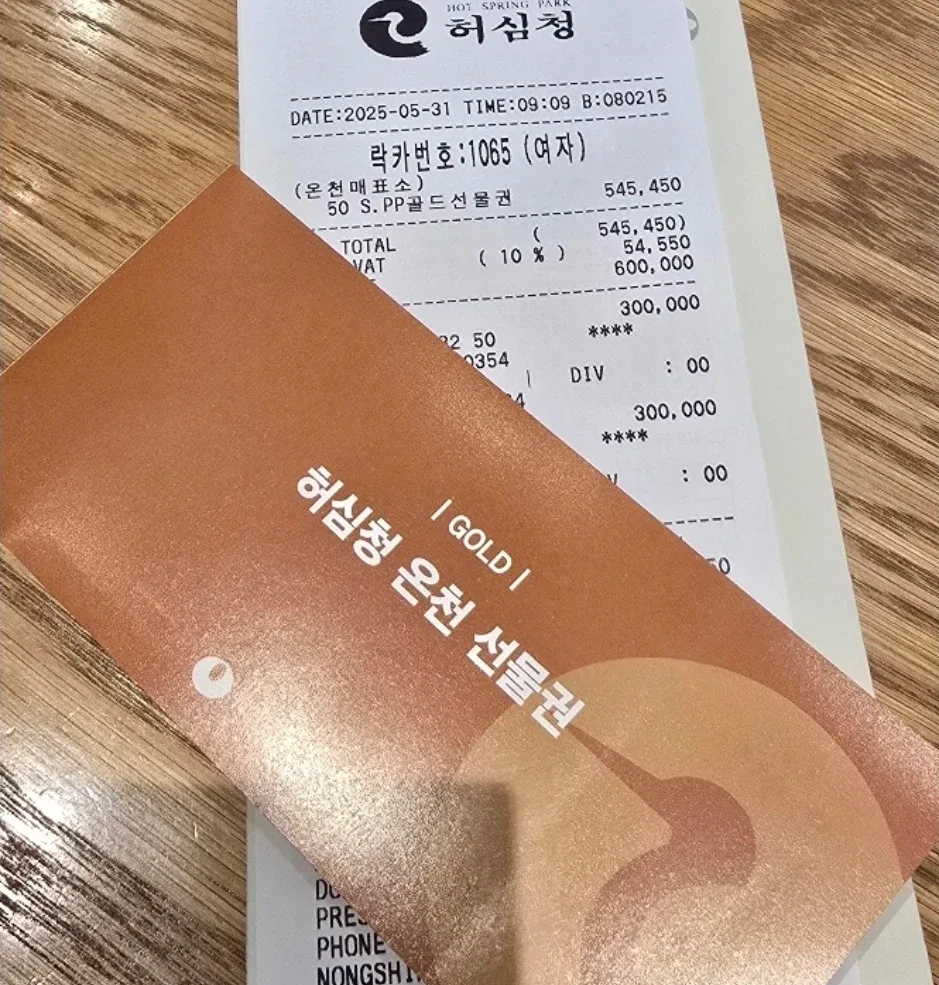 HOT SPRING PARK
허심청
DATE:2025-05-31 TIME:09:09 B:080215
락카번호:1065 (여자)
(온천매표소)
50 S.PP골드선물권 545,450
TOTAL ( 545,450)
VAT ( 10 % ) 54,550
600,000
300,000
50 ****
0354
DIV : 00
300,000
****
: 00
| GOLD |
허심청 온천 선물권
PHONE